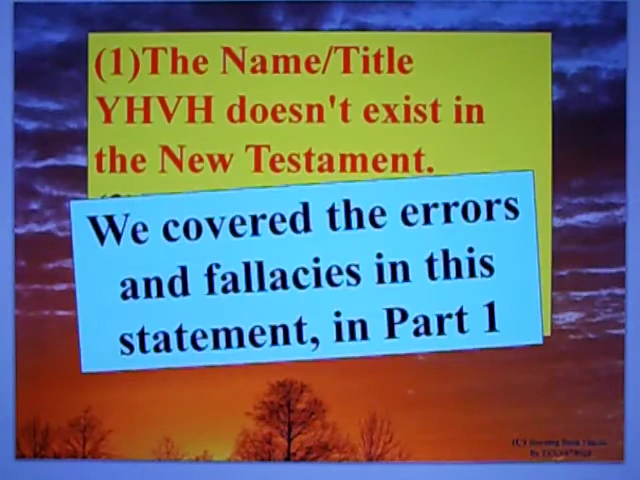 (1)The Name/Title
YHVH doesn't exist in
the New Testament.
We covered the errors
and fallacies in this
statement, in Part 1